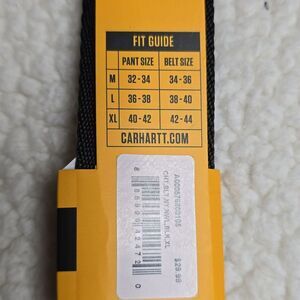 FIT GUIDE
PANT SIZE BELT SIZE
M 32-34 34-36
L 36-38 38-40
XL 40-42 42-44
CARHARTT.COM
$29.99